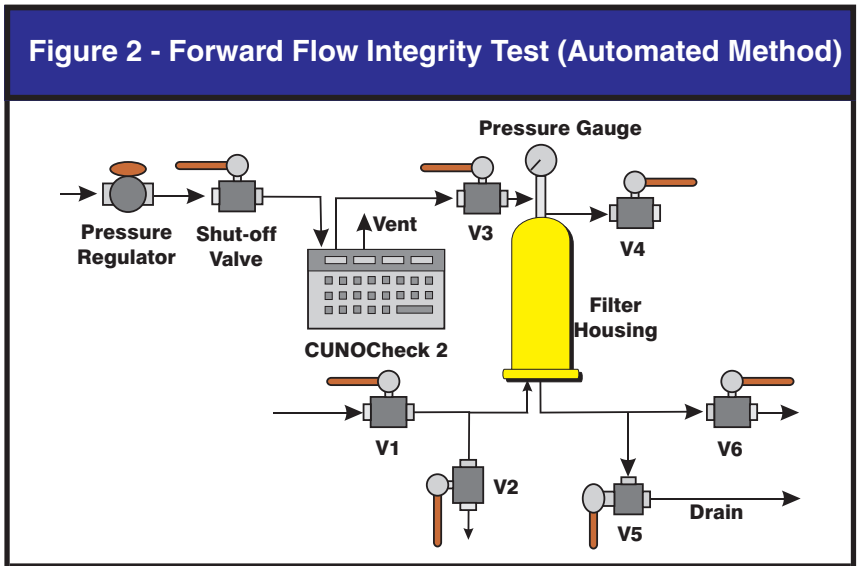 Figure 2 - Forward Flow Integrity Test (Automated Method)
Pressure Gauge
Pressure
Regulator
Shut-off
Valve
Vent
V3
V4
CUNOCheck 2
Filter
Housing
V1
V2
V6
V5
Drain